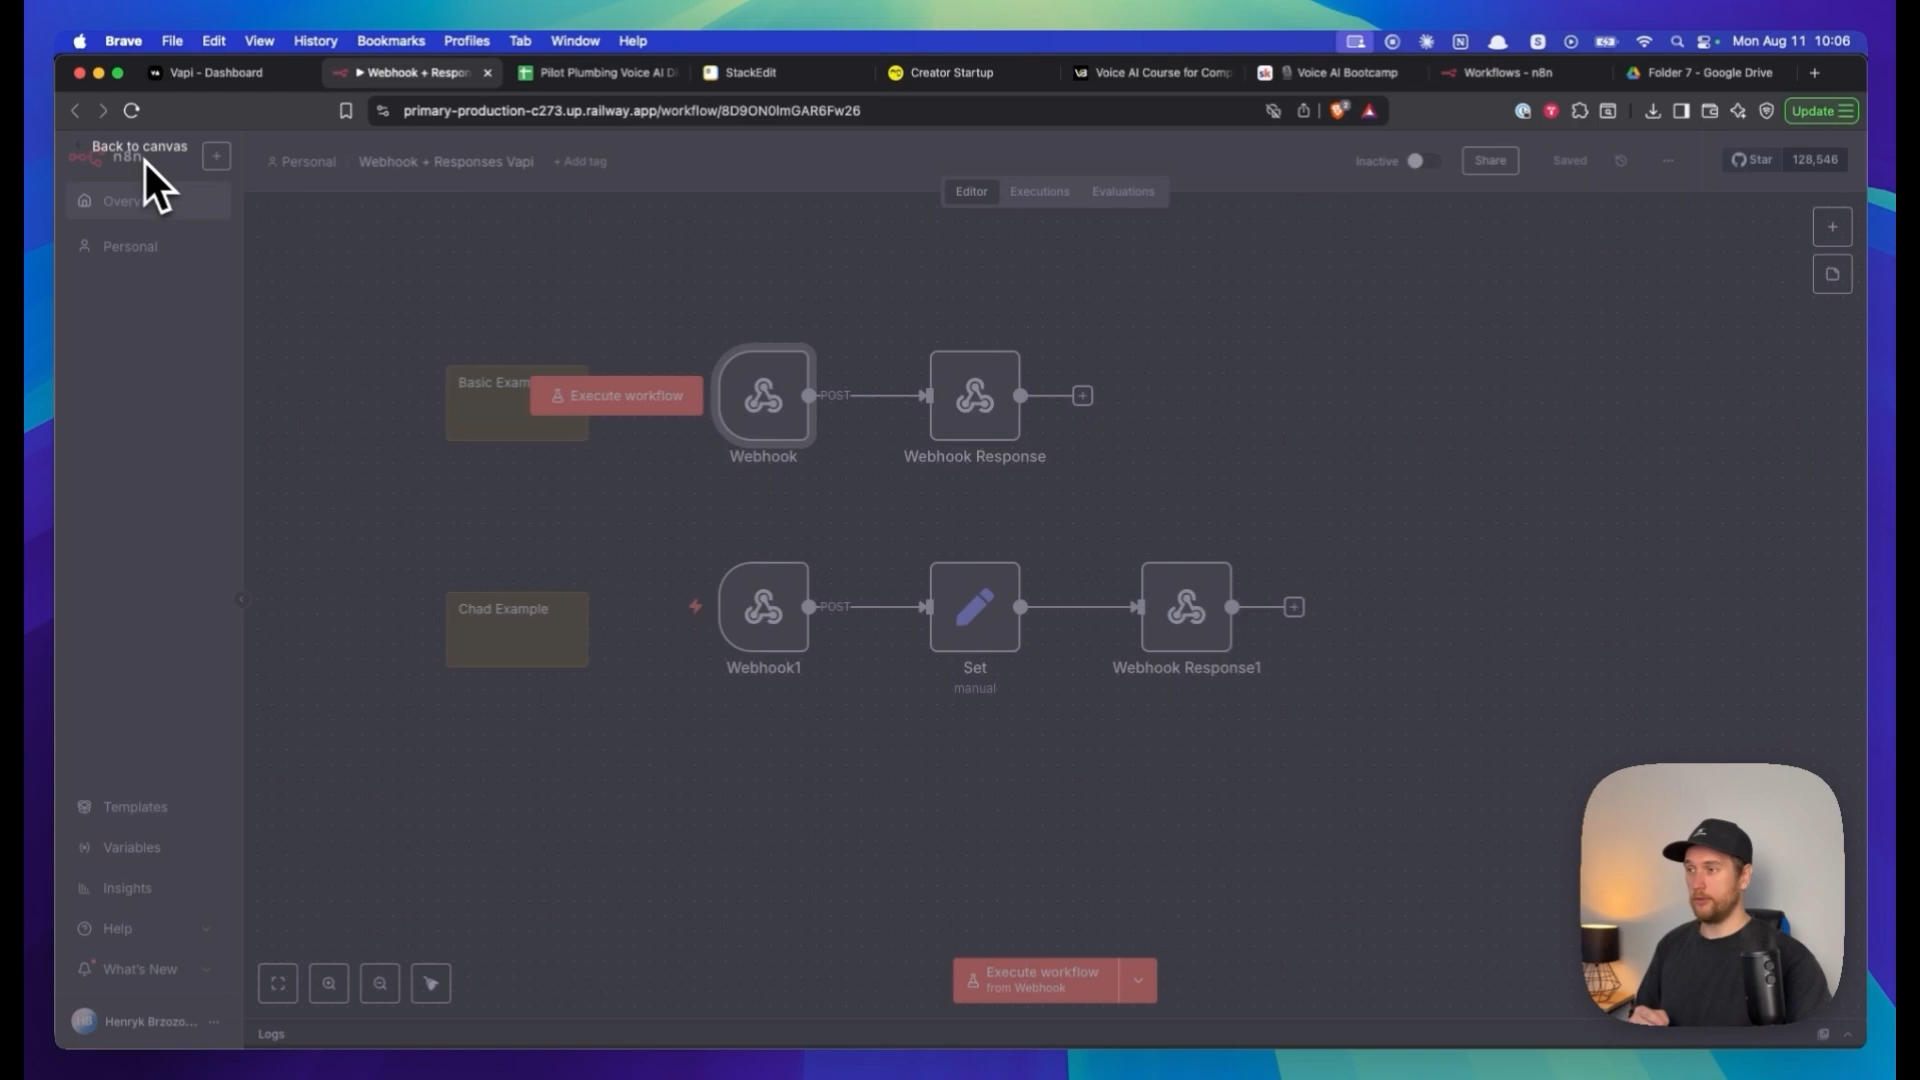 Brave File Edit View History Bookmarks Profiles Tab Window Help
Mon Aug 11 10:06
Vapi - Dashboard
Webhook + Respon
Pilot Plumbing Voice AI Di
StackEdit
Creator Startup
Voice AI Course for Comp
Voice AI Bootcamp
Workflows - n8n
Folder 7 - Google Drive
primary-production-c273.up.railway.app/workflow/8D9ON0lmGAR6Fw26
Update
Back to canvas
n8n
Personal
Webhook + Responses Vapi
+ Add tag
Inactive
Share
Saved
Star
128,546
Editor
Executions
Evaluations
Personal
Execute workflow
POST
Webhook
Webhook Response
Chad Example
POST
Webhook1
Set
manual
Webhook Response1
Templates
Variables
Insights
Help
What's New
HB
Henryk Brzozo...
Execute workflow
from Webhook
Logs